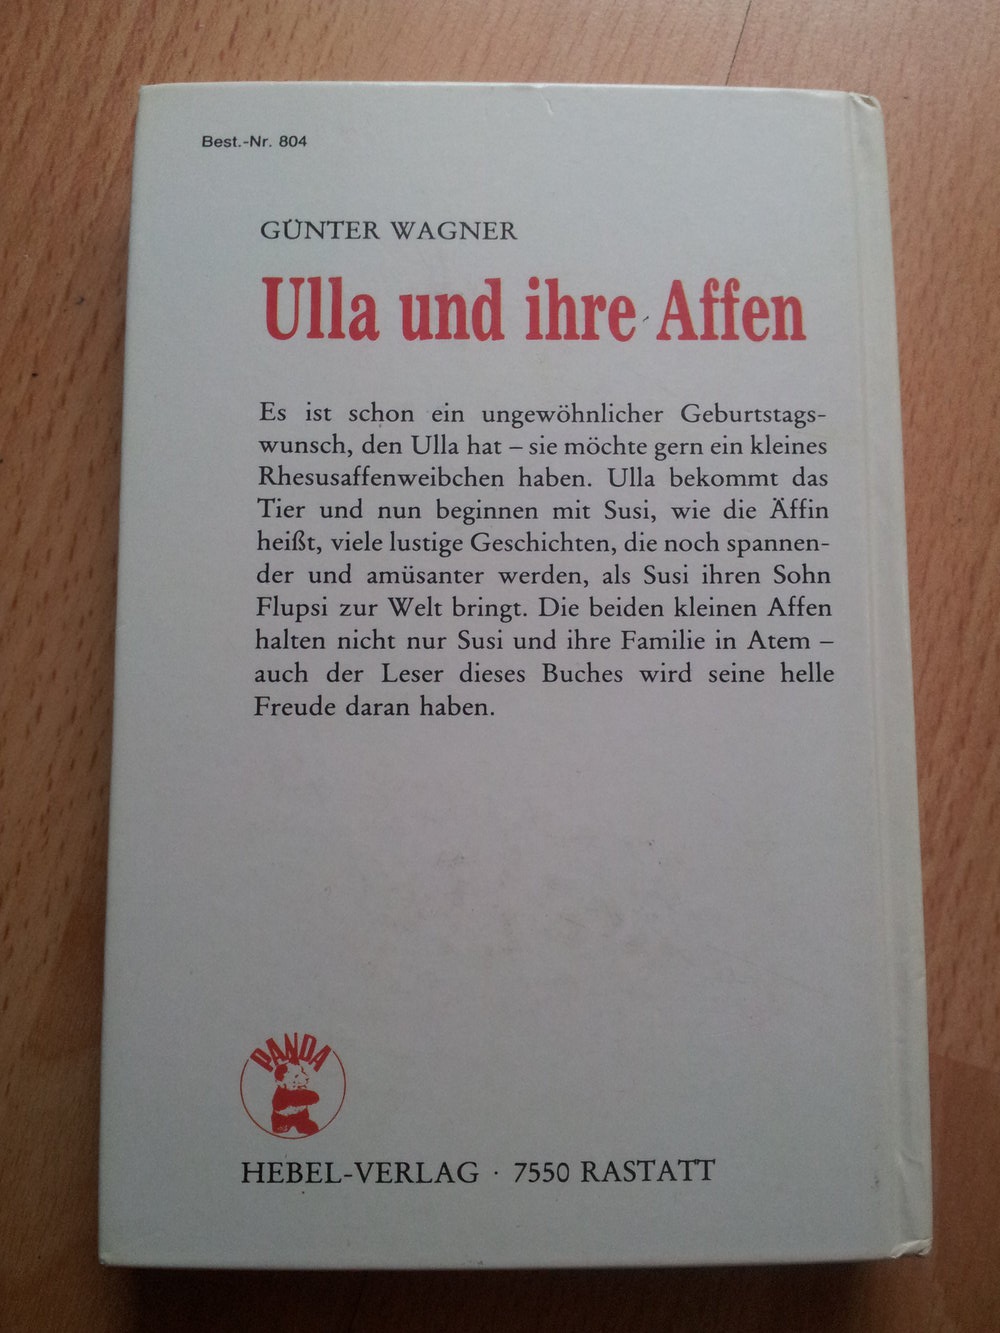 Best.-Nr. 804
GÜNTER WAGNER
Ulla und ihre Affen
Es ist schon ein ungewöhnlicher Geburtstags-
wunsch, den Ulla hat – sie möchte gern ein kleines
Rhesusaffenweibchen haben. Ulla bekommt das
Tier und nun beginnen mit Susi, wie die Äffin
heißt, viele lustige Geschichten, die noch spannen-
der und amüsanter werden, als Susi ihren Sohn
Flupsi zur Welt bringt. Die beiden kleinen Affen
halten nicht nur Susi und ihre Familie in Atem –
auch der Leser dieses Buches wird seine helle
Freude daran haben.
PANDA
HEBEL-VERLAG · 7550 RASTATT